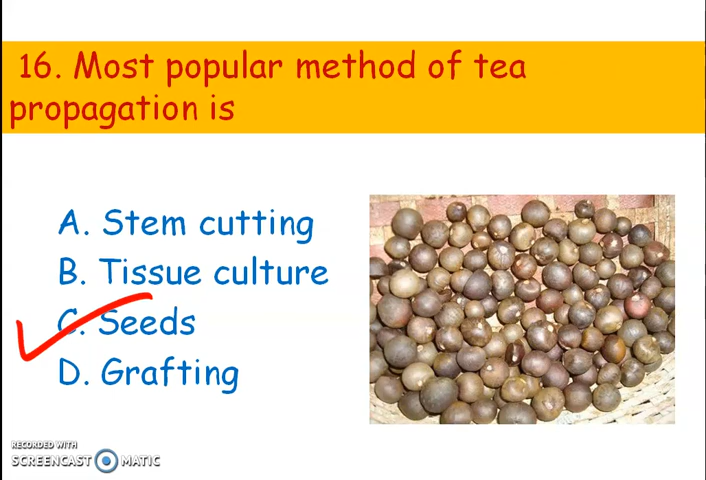 16. Most popular method of tea
propagation is
A. Stem cutting
B. Tissue culture
C. Seeds
D. Grafting
RECORDED WITH
SCREENCAST MATIC